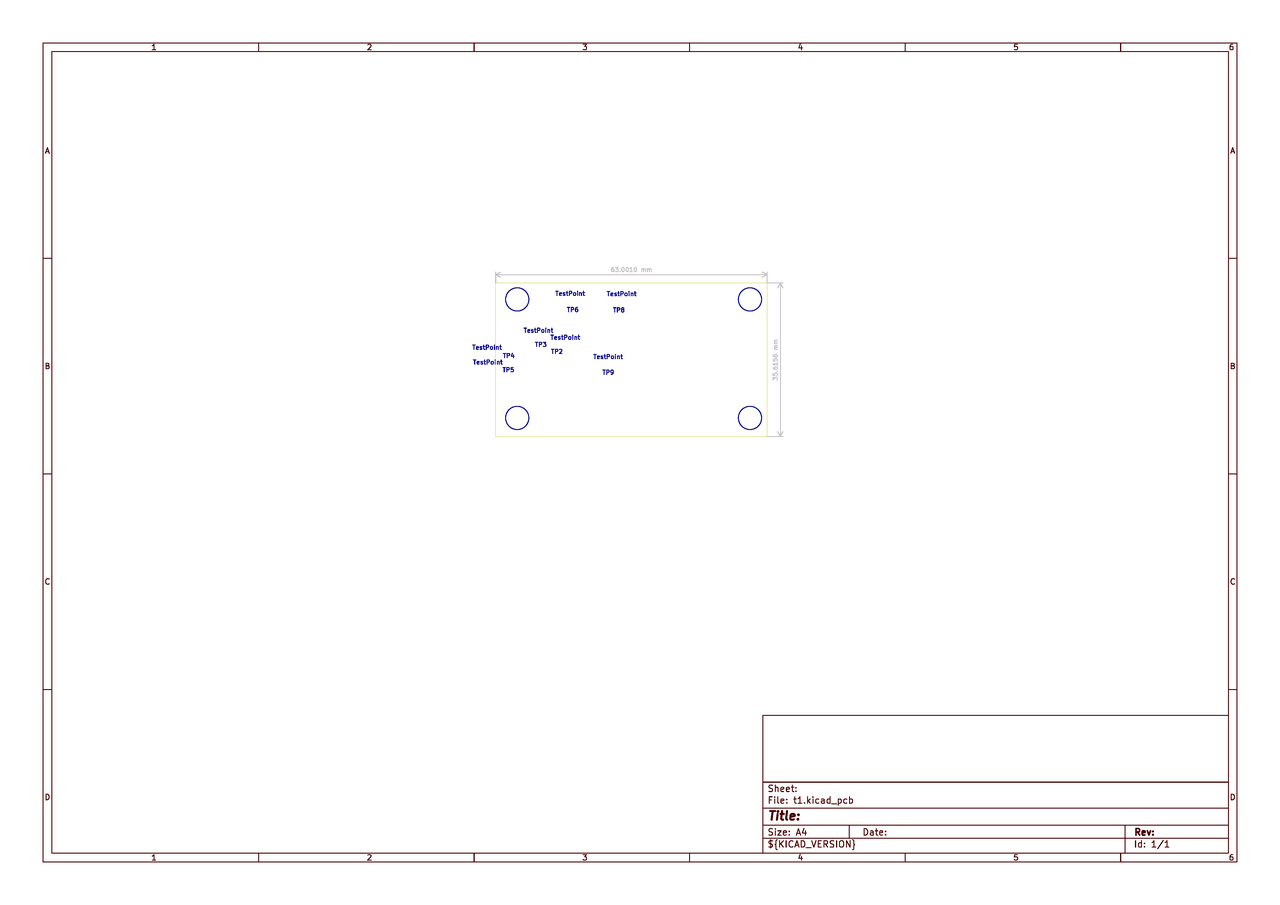 1 2 3 4 5 6
A A
63.0010 mm
TestPoint TestPoint
TP6 TP8
TestPoint
TestPoint
TP3
TestPoint
TP2
TP4
TestPoint
TestPoint
TP5
TP9
35.6156 mm
B B
C C
D D
Sheet:
File: t1.kicad_pcb
Title:
Size: A4 Date: Rev:
${KICAD_VERSION} Id: 1/1
1 2 3 4 5 6